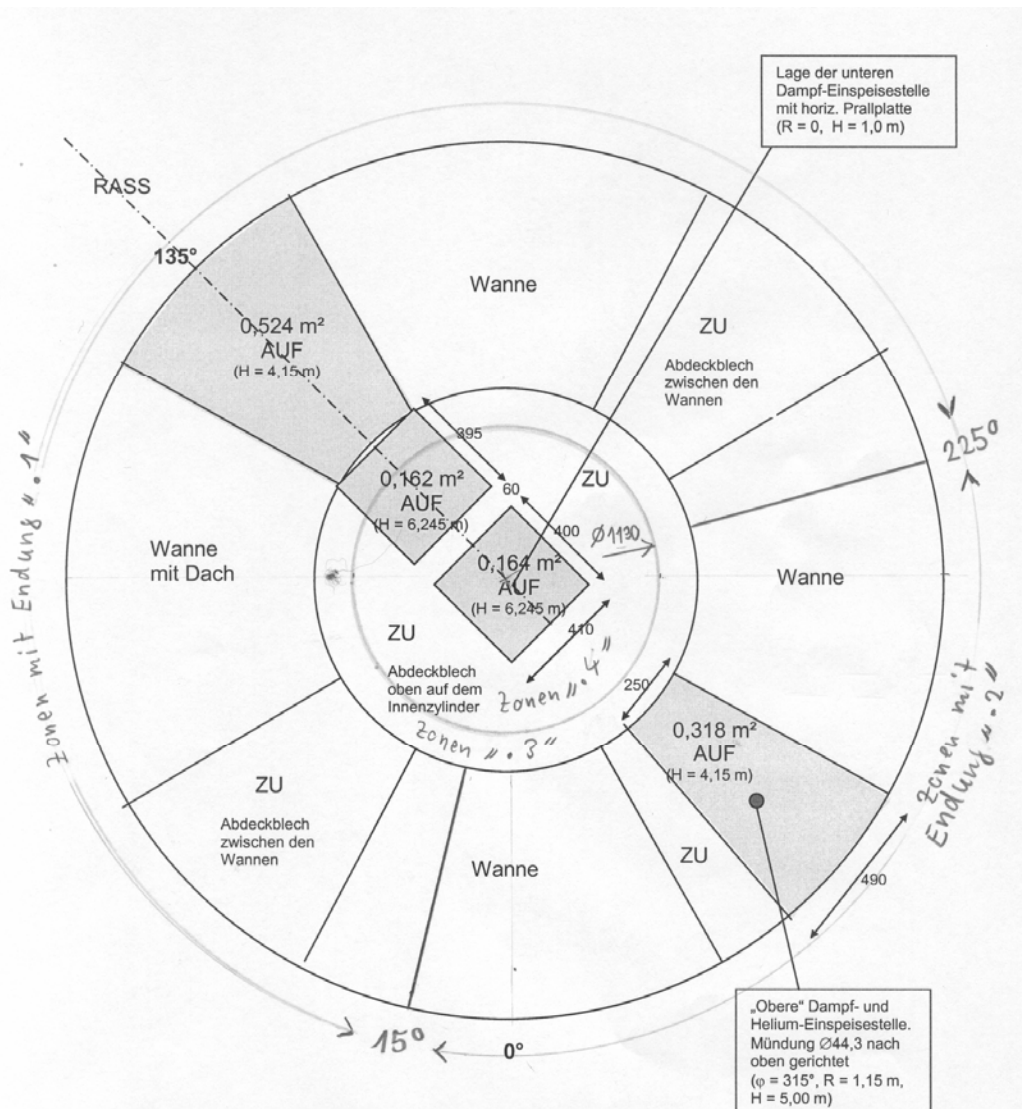 Lage der unteren
Dampf-Einspeisestelle
mit horiz. Prallplatte
(R = 0,  H = 1,0 m)
RASS
135°
Wanne
0,524 m²
AUF
(H = 4,15 m)
ZU
Abdeckblech
zwischen den
Wannen
395
225°
0,162 m²
AUF
(H = 6,245 m)
60
ZU
400
Ø1130
Zonen mit Endung ".1"
Wanne
mit Dach
0,164 m²
AUF
(H = 6,245 m)
Wanne
410
ZU
Abdeckblech
oben auf dem
Innenzylinder
Zonen ".4"
Zonen ".3"
250
0,318 m²
AUF
(H = 4,15 m)
Zonen mit
Endung ".2"
ZU
Abdeckblech
zwischen den
Wannen
Wanne
ZU
490
15°
0°
„Obere“ Dampf- und
Helium-Einspeisestelle.
Mündung Ø44,3 nach
oben gerichtet
(φ = 315°, R = 1,15 m,
H = 5,00 m)